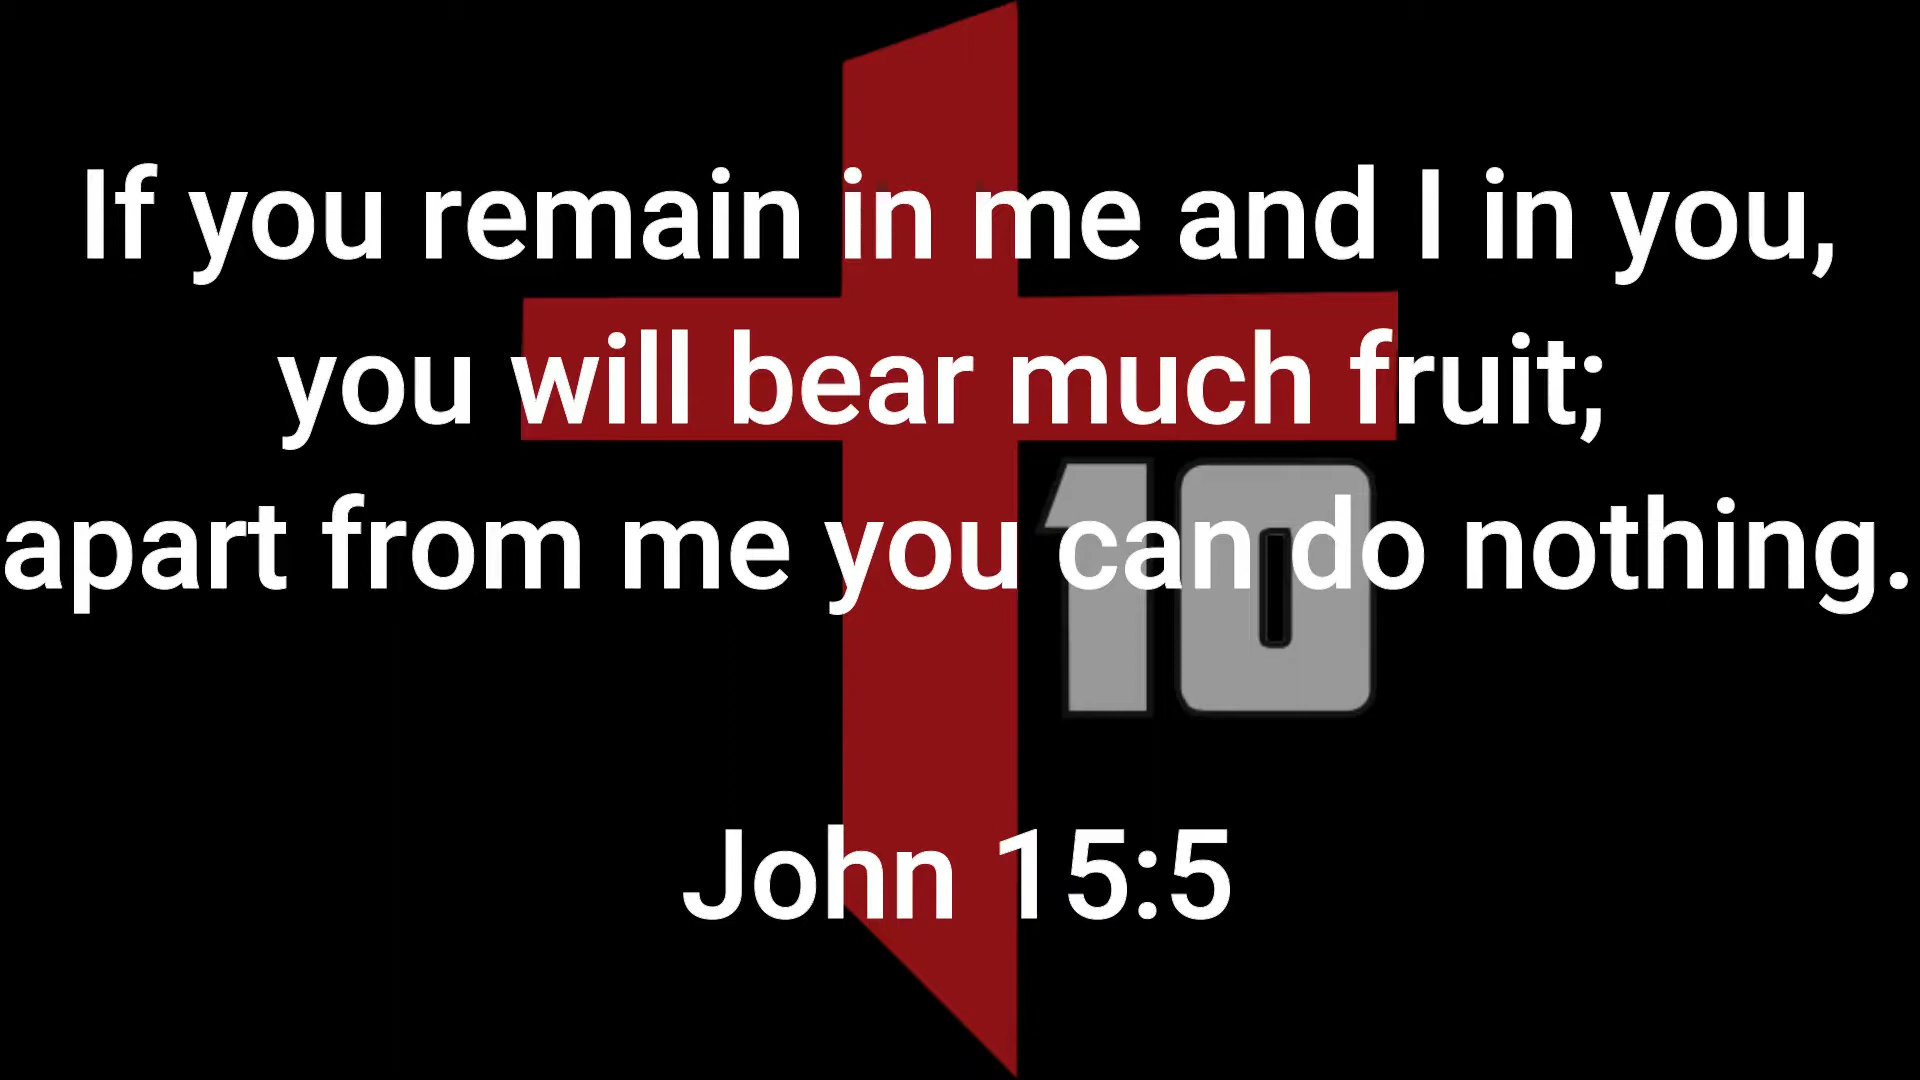 If you remain in me and I in you,
you will bear much fruit;
10
apart from me you can do nothing.
John 15:5